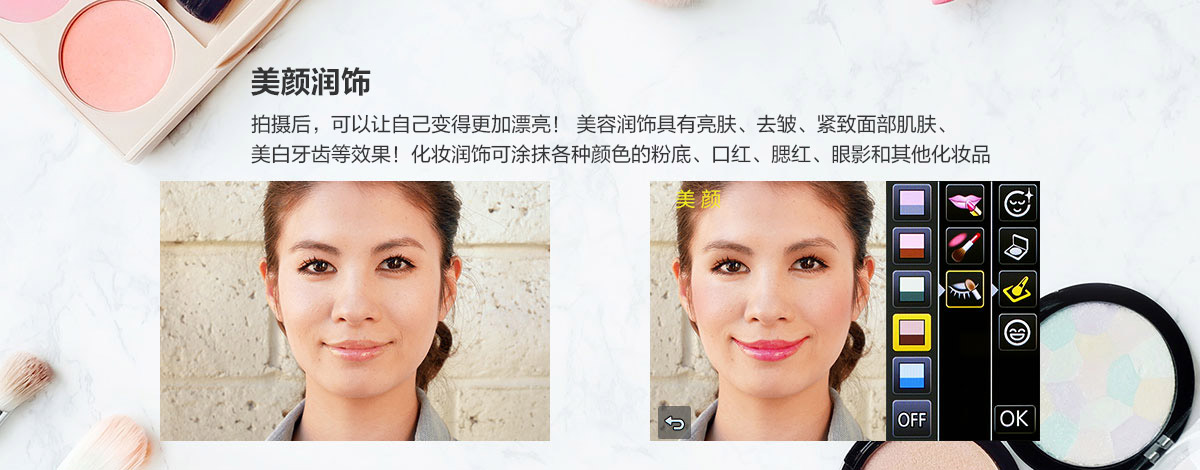 美颜润饰
拍摄后，可以让自己变得更加漂亮！ 美容润饰具有亮肤、去皱、紧致面部肌肤、
美白牙齿等效果！化妆润饰可涂抹各种颜色的粉底、口红、腮红、眼影和其他化妆品
美 颜
OFF
OK